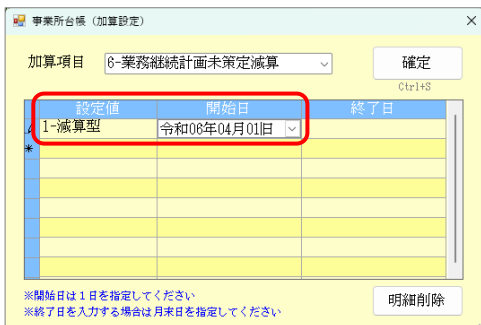 事業所台帳（加算設定）
加算項目 6-業務継続計画未策定減算 確定
Ctrl+S
設定値 開始日 終了日
1-減算型 令和06年04月01日
*
※開始日は１日を指定してください
※終了日を入力する場合は月末日を指定してください
明細削除